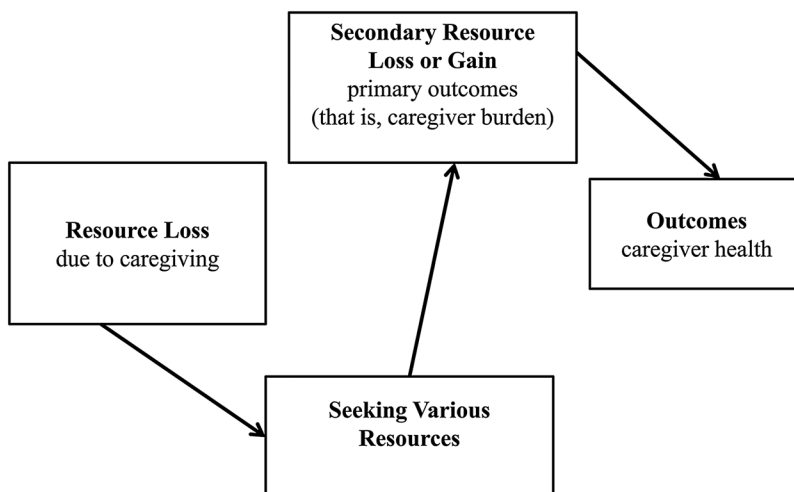 Secondary Resource
Loss or Gain
primary outcomes
(that is, caregiver burden)
Resource Loss
due to caregiving
Outcomes
caregiver health
Seeking Various
Resources